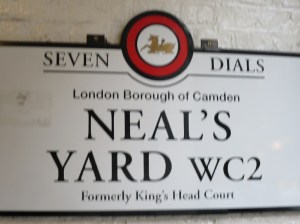 SEVEN DIALS
London Borough of Camden
NEAL'S
YARD WC2
Formerly King's Head Court